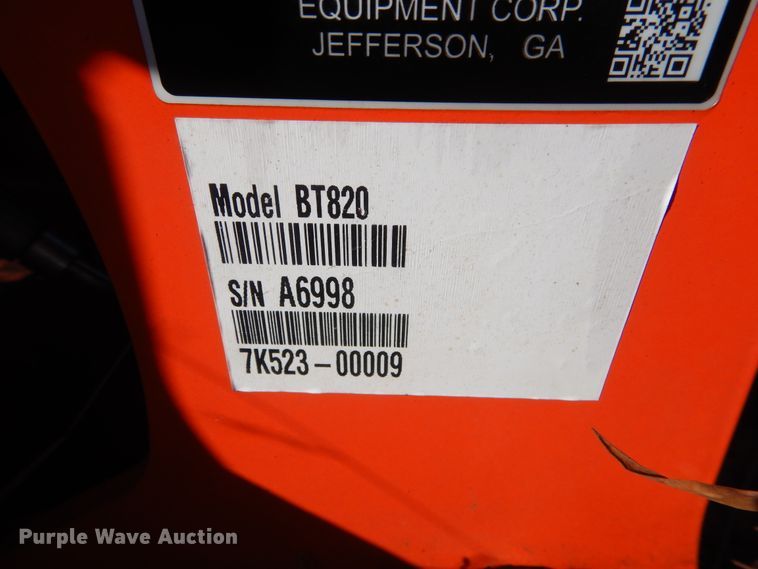 EQUIPMENT CORP.
JEFFERSON, GA
Model BT820
S/N A6998
7K523-00009
Purple Wave Auction